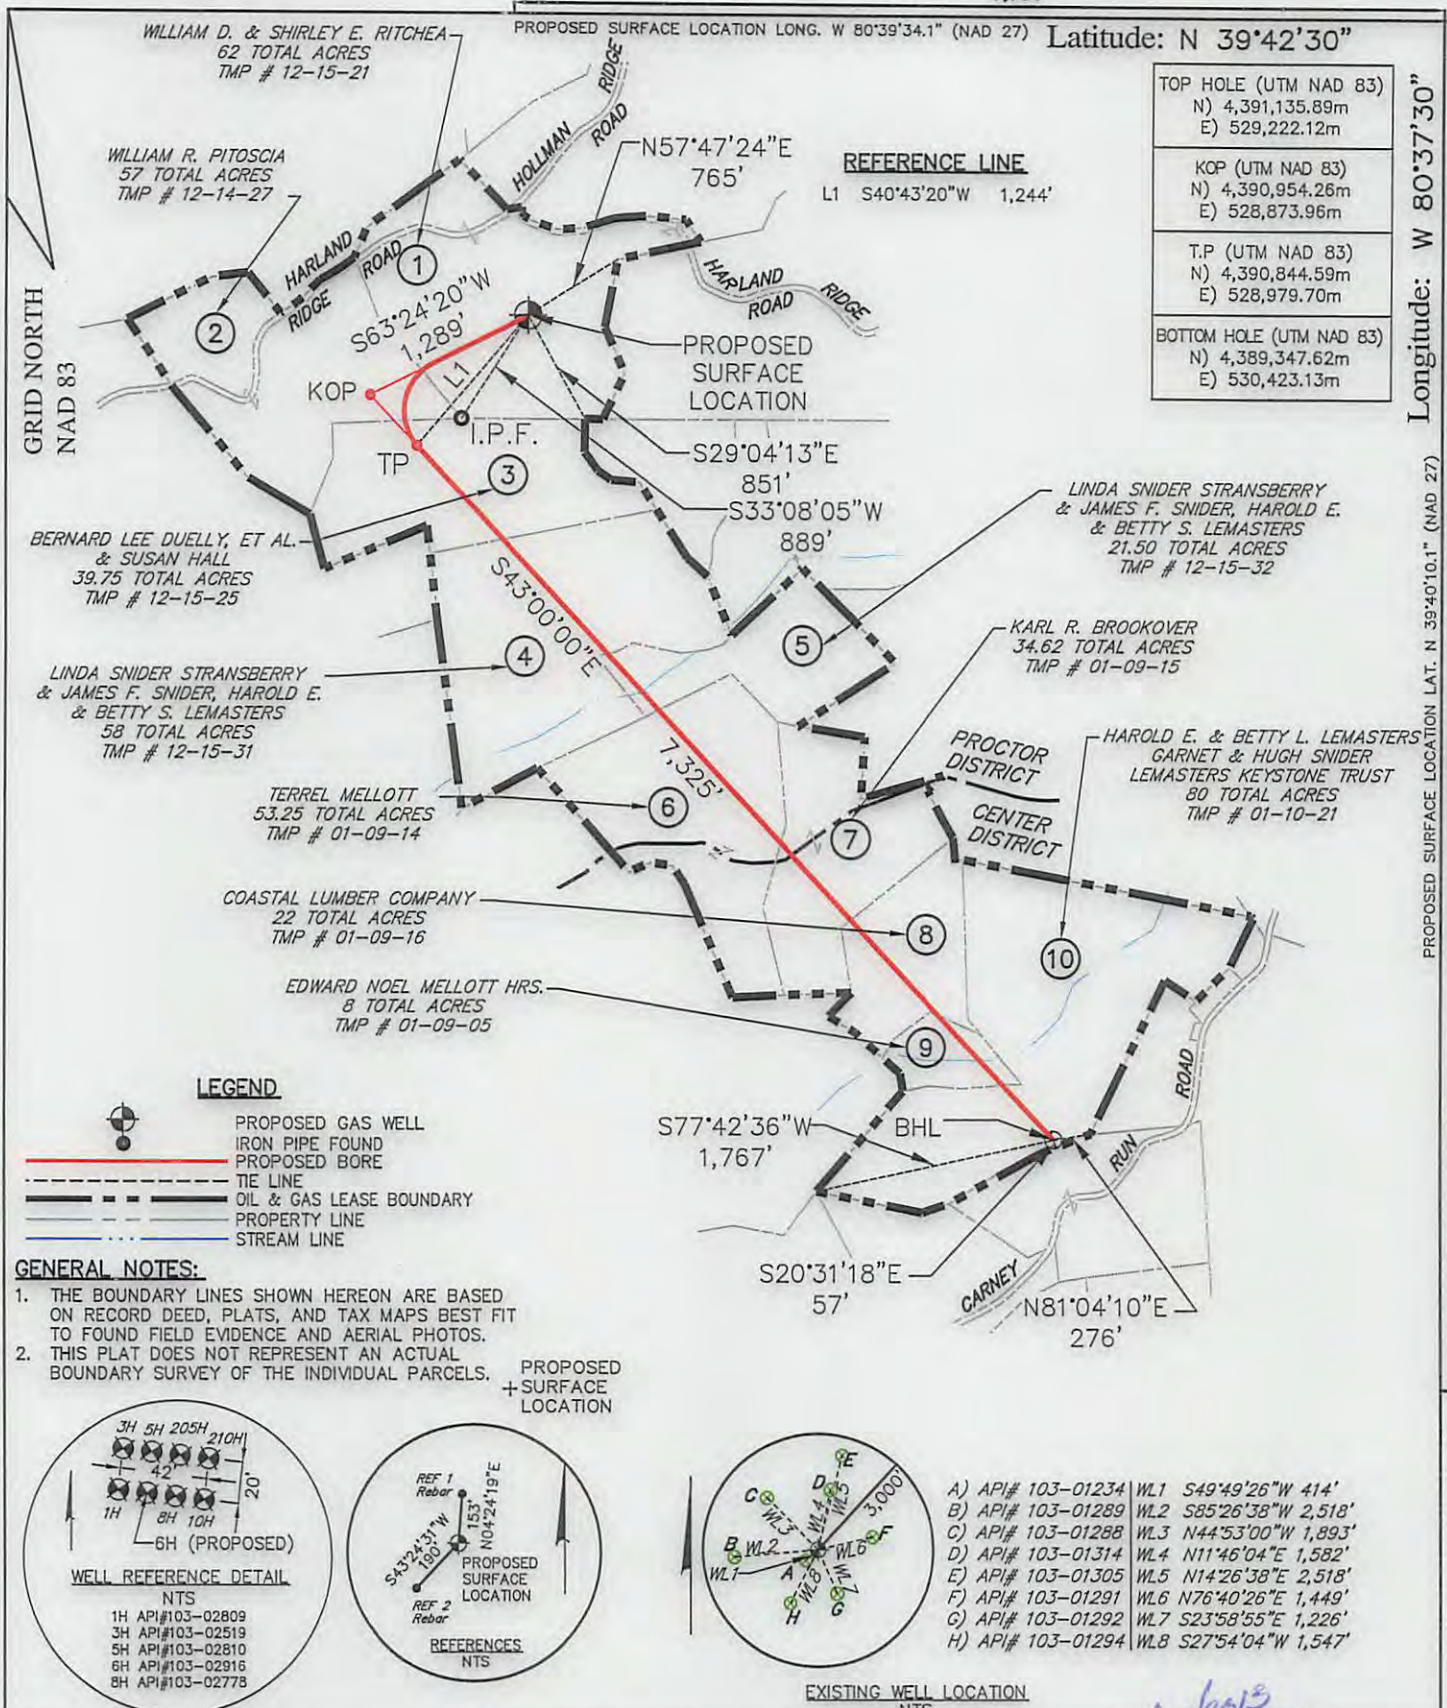 PROPOSED SURFACE LOCATION LONG. W 80°39'34.1" (NAD 27)
Latitude: N 39°42'30"
Longitude: W 80°37'30"
PROPOSED SURFACE LOCATION LAT. N 39°40'10.1" (NAD 27)
TOP HOLE (UTM NAD 83)
N) 4,391,135.89m
E) 529,222.12m
KOP (UTM NAD 83)
N) 4,390,954.26m
E) 528,873.96m
T.P (UTM NAD 83)
N) 4,390,844.59m
E) 528,979.70m
BOTTOM HOLE (UTM NAD 83)
N) 4,389,347.62m
E) 530,423.13m
WILLIAM D. & SHIRLEY E. RITCHEA
62 TOTAL ACRES
TMP # 12-15-21
WILLIAM R. PITOSCIA
57 TOTAL ACRES
TMP # 12-14-27
GRID NORTH
NAD 83
HOLLMAN RIDGE
ROAD
N57°47'24"E
765'
REFERENCE LINE
L1 S40°43'20"W 1,244'
HARLAND RIDGE
ROAD
1
2
HARLAND RIDGE
ROAD
S63°24'20"W
1,289'
L1
KOP
I.P.F.
TP
PROPOSED
SURFACE
LOCATION
S29°04'13"E
851'
S33°08'05"W
889'
3
BERNARD LEE DUELLY, ET AL.
& SUSAN HALL
39.75 TOTAL ACRES
TMP # 12-15-25
LINDA SNIDER STRANSBERRY
& JAMES F. SNIDER, HAROLD E.
& BETTY S. LEMASTERS
21.50 TOTAL ACRES
TMP # 12-15-32
S43°00'00"E
7,325'
4
5
KARL R. BROOKOVER
34.62 TOTAL ACRES
TMP # 01-09-15
LINDA SNIDER STRANSBERRY
& JAMES F. SNIDER, HAROLD E.
& BETTY S. LEMASTERS
58 TOTAL ACRES
TMP # 12-15-31
PROCTOR
DISTRICT
CENTER
DISTRICT
HAROLD E. & BETTY L. LEMASTERS
GARNET & HUGH SNIDER
LEMASTERS KEYSTONE TRUST
80 TOTAL ACRES
TMP # 01-10-21
TERREL MELLOTT
53.25 TOTAL ACRES
TMP # 01-09-14
6
7
COASTAL LUMBER COMPANY
22 TOTAL ACRES
TMP # 01-09-16
8
10
EDWARD NOEL MELLOTT HRS.
8 TOTAL ACRES
TMP # 01-09-05
9
S77°42'36"W
1,767'
BHL
CARNEY RUN ROAD
S20°31'18"E
57'
N81°04'10"E
276'
LEGEND
PROPOSED GAS WELL
IRON PIPE FOUND
PROPOSED BORE
TIE LINE
OIL & GAS LEASE BOUNDARY
PROPERTY LINE
STREAM LINE
GENERAL NOTES:
1. THE BOUNDARY LINES SHOWN HEREON ARE BASED
ON RECORD DEED, PLATS, AND TAX MAPS BEST FIT
TO FOUND FIELD EVIDENCE AND AERIAL PHOTOS.
2. THIS PLAT DOES NOT REPRESENT AN ACTUAL
BOUNDARY SURVEY OF THE INDIVIDUAL PARCELS.
PROPOSED
+SURFACE
LOCATION
3H 5H 205H 210H
42'
20'
1H 8H 10H
6H (PROPOSED)
WELL REFERENCE DETAIL
NTS
1H API#103-02809
3H API#103-02519
5H API#103-02810
6H API#103-02916
8H API#103-02778
REF 1
Rebar
153'
N04°24'19"E
S43°24'31"W
190'
PROPOSED
SURFACE
LOCATION
REF 2
Rebar
REFERENCES
NTS
E
D
C
3,000'
WL5
WL4
WL3
F
B WL2
WL6
WL1
A
WL8
WL7
H
G
EXISTING WELL LOCATION
NTS
A) API# 103-01234 WL1 S49°49'26"W 414'
B) API# 103-01289 WL2 S85°26'38"W 2,518'
C) API# 103-01288 WL3 N44°53'00"W 1,893'
D) API# 103-01314 WL4 N11°46'04"E 1,582'
E) API# 103-01305 WL5 N14°26'38"E 2,518'
F) API# 103-01291 WL6 N76°40'26"E 1,449'
G) API# 103-01292 WL7 S23°58'55"E 1,226'
H) API# 103-01294 WL8 S27°54'04"W 1,547'